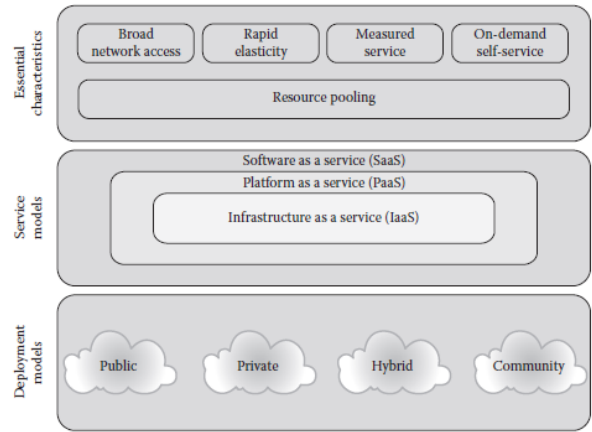 Essential
characteristics
Broad
network access
Rapid
elasticity
Measured
service
On-demand
self-service
Resource pooling
Service
models
Software as a service (SaaS)
Platform as a service (PaaS)
Infrastructure as a service (IaaS)
Deployment
models
Public
Private
Hybrid
Community